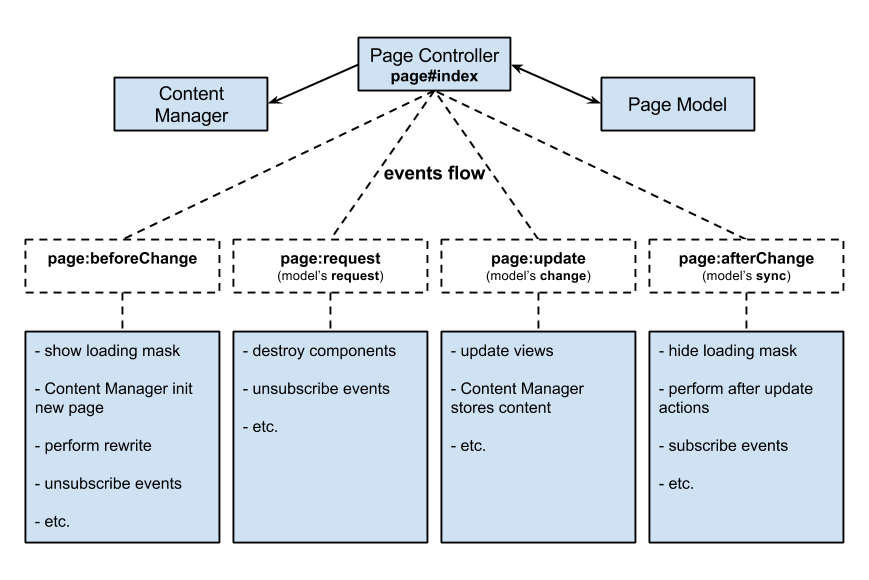 Page Controller
page#index
Content
Manager
Page Model
events flow
page:beforeChange
page:request
(model's request)
page:update
(model's change)
page:afterChange
(model's sync)
- show loading mask
- Content Manager init
new page
- perform rewrite
- unsubscribe events
- etc.
- destroy components
- unsubscribe events
- etc.
- update views
- Content Manager
stores content
- etc.
- hide loading mask
- perform after update
actions
- subscribe events
- etc.